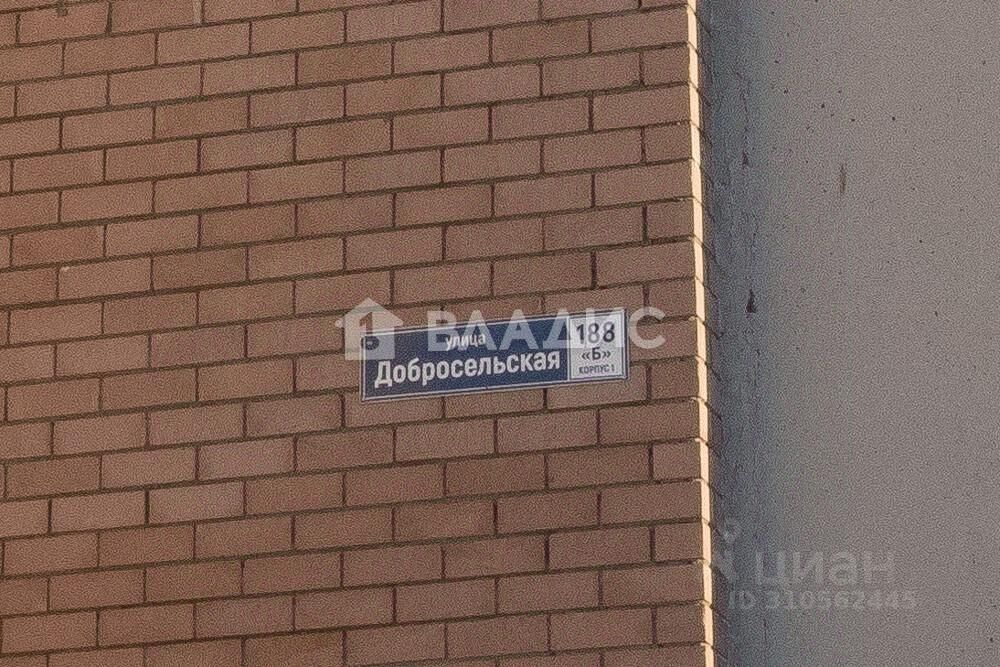 ВЛАДИС
улица
Добросельская
188
«Б»
КОРПУС 1
циан
ID 310562445